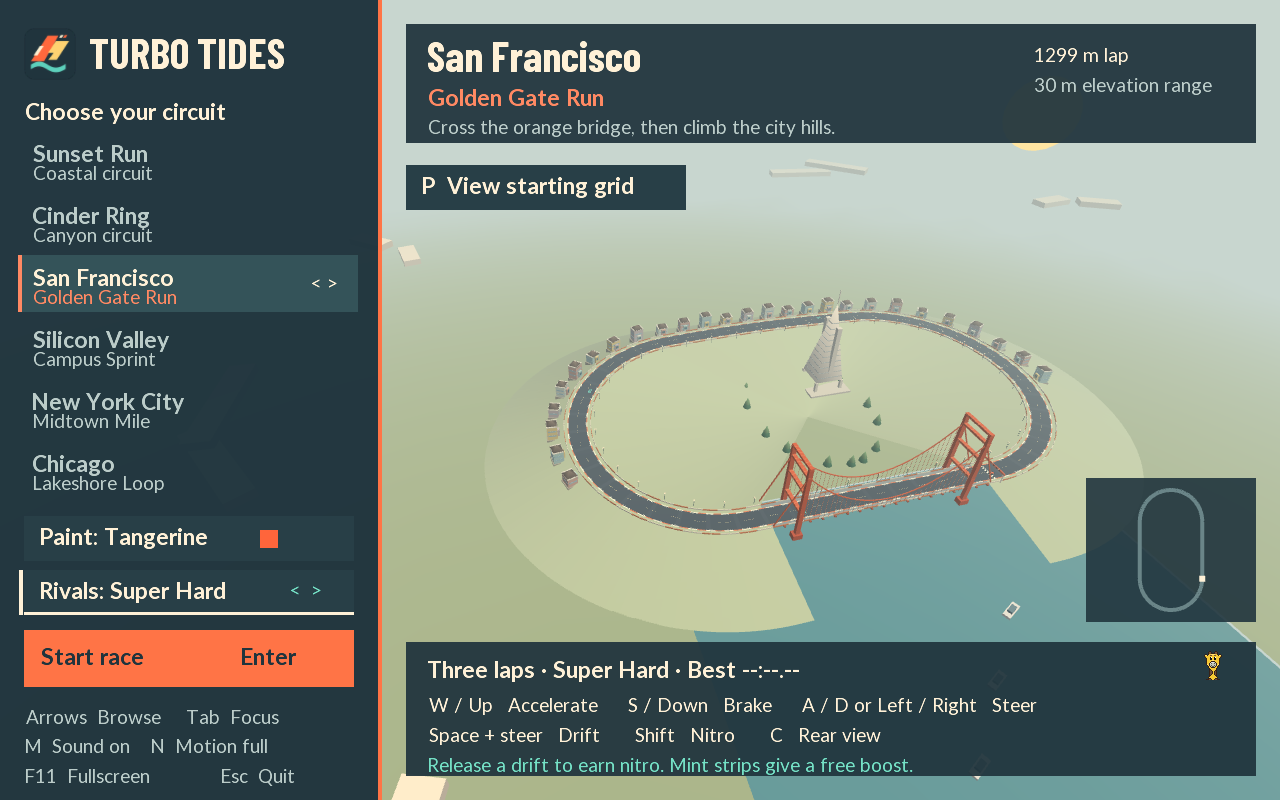 TURBO TIDES
Choose your circuit
Sunset Run
Coastal circuit
Cinder Ring
Canyon circuit
San Francisco
Golden Gate Run
< >
Silicon Valley
Campus Sprint
New York City
Midtown Mile
Chicago
Lakeshore Loop
Paint: Tangerine
Rivals: Super Hard < >
Start race Enter
Arrows Browse Tab Focus
M Sound on N Motion full
F11 Fullscreen Esc Quit
San Francisco
Golden Gate Run
Cross the orange bridge, then climb the city hills.
1299 m lap
30 m elevation range
P View starting grid
Three laps · Super Hard · Best --:--.--
W / Up Accelerate S / Down Brake A / D or Left / Right Steer
Space + steer Drift Shift Nitro C Rear view
Release a drift to earn nitro. Mint strips give a free boost.